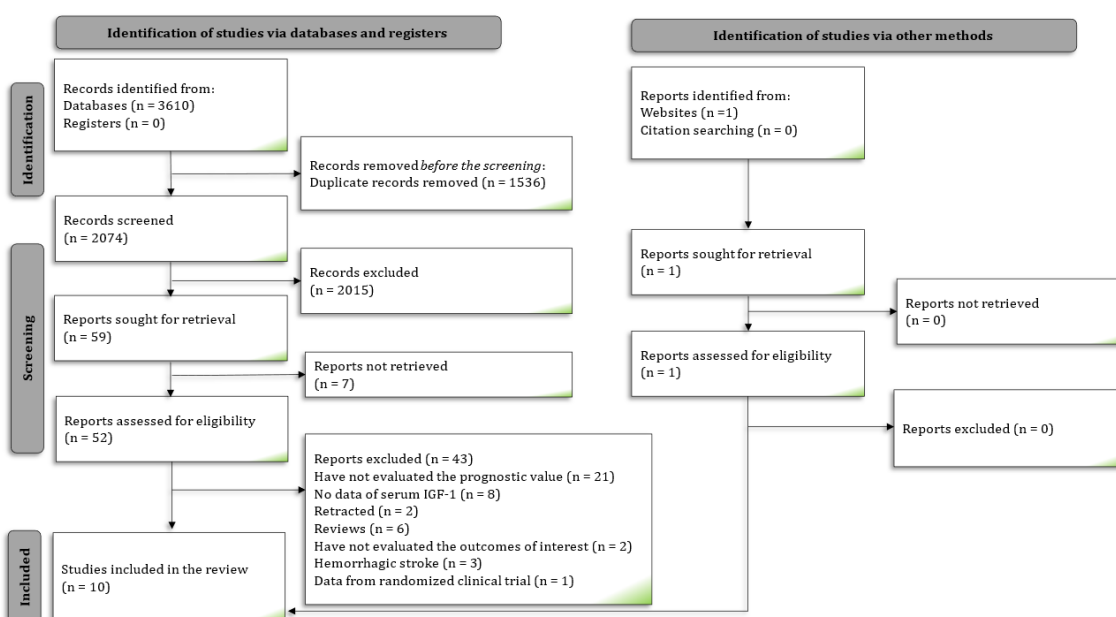 Identification of studies via databases and registers
Identification of studies via other methods
Identification
Records identified from:
Databases (n = 3610)
Registers (n = 0)
Records removed before the screening:
Duplicate records removed (n = 1536)
Screening
Records screened
(n = 2074)
Records excluded
(n = 2015)
Reports sought for retrieval
(n = 59)
Reports not retrieved
(n = 7)
Reports assessed for eligibility
(n = 52)
Reports excluded (n = 43)
Have not evaluated the prognostic value (n = 21)
No data of serum IGF-1 (n = 8)
Retracted (n = 2)
Reviews (n = 6)
Have not evaluated the outcomes of interest (n = 2)
Hemorrhagic stroke (n = 3)
Data from randomized clinical trial (n = 1)
Included
Studies included in the review
(n = 10)
Reports identified from:
Websites (n =1)
Citation searching (n = 0)
Reports sought for retrieval
(n = 1)
Reports not retrieved
(n = 0)
Reports assessed for eligibility
(n = 1)
Reports excluded (n = 0)